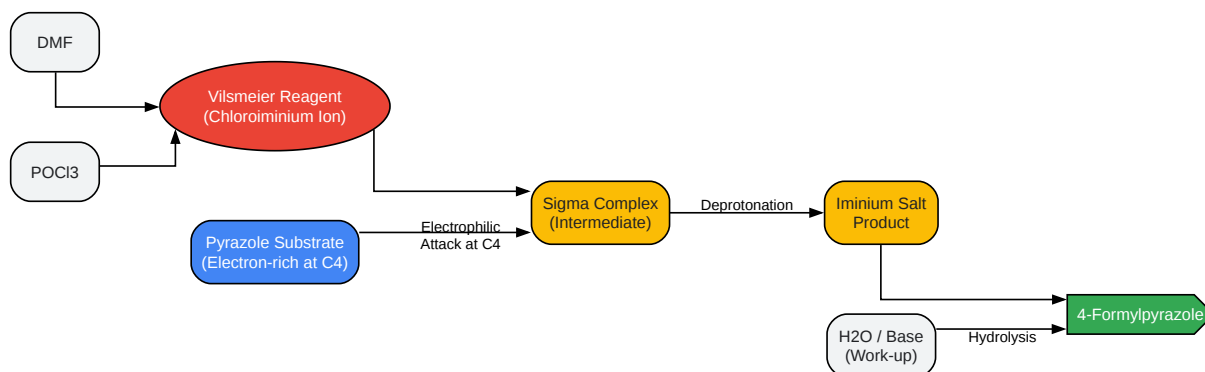 DMF
POCl3
Vilsmeier Reagent
(Chloroiminium Ion)
Pyrazole Substrate
(Electron-rich at C4)
Electrophilic
Attack at C4
Sigma Complex
(Intermediate)
Deprotonation
Iminium Salt
Product
H2O / Base
(Work-up)
Hydrolysis
4-Formylpyrazole